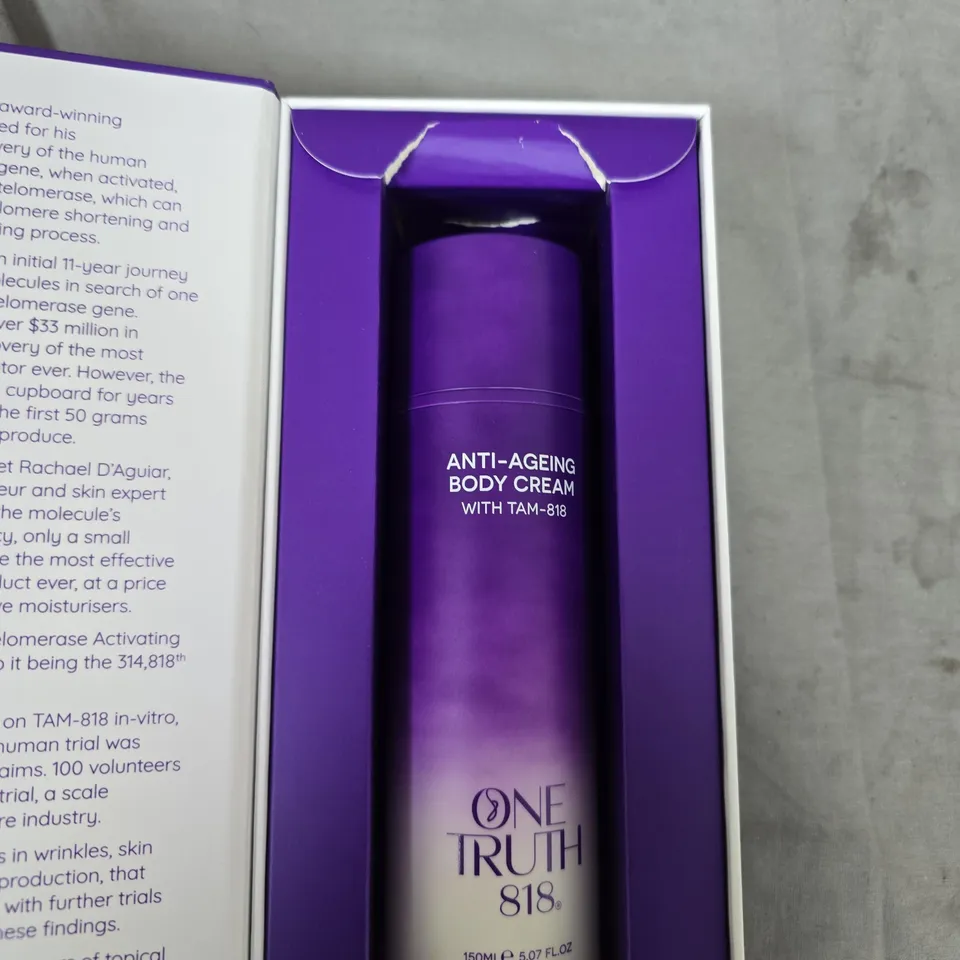 award-winning
ed for his
very of the human
gene, when activated,
telomerase, which can
lomere shortening and
ing process.
n initial 11-year journey
lecules in search of one
elomerase gene.
ver $33 million in
overy of the most
tor ever. However, the
cupboard for years
he first 50 grams
produce.
et Rachael D'Aguiar,
eur and skin expert
the molecule's
cy, only a small
e the most effective
luct ever, at a price
ve moisturisers.
elomerase Activating
o it being the 314,818th
on TAM-818 in-vitro,
human trial was
aims. 100 volunteers
trial, a scale
re industry.
s in wrinkles, skin
production, that
with further trials
hese findings.
of topical
ANTI-AGEING
BODY CREAM
WITH TAM-818
ONE
TRUTH
818®
150ML ℮ 5.07 FL.OZ